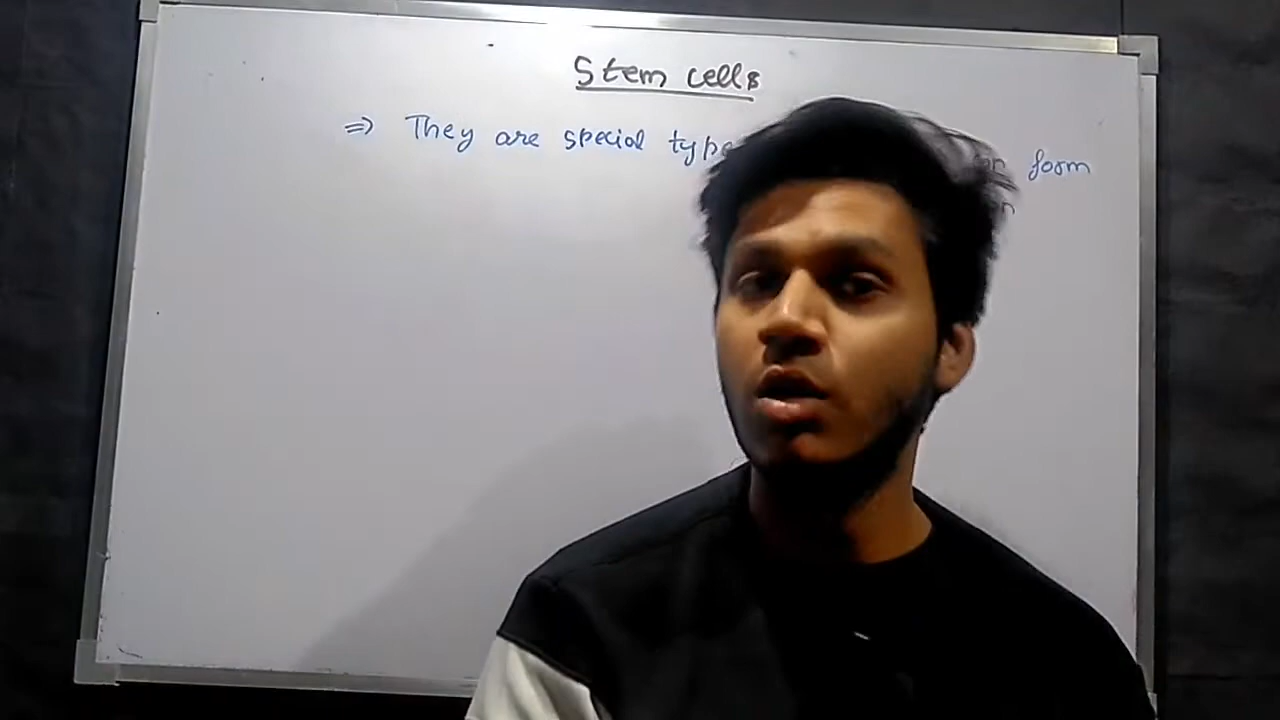 Stem cells
⇒ They are special type form